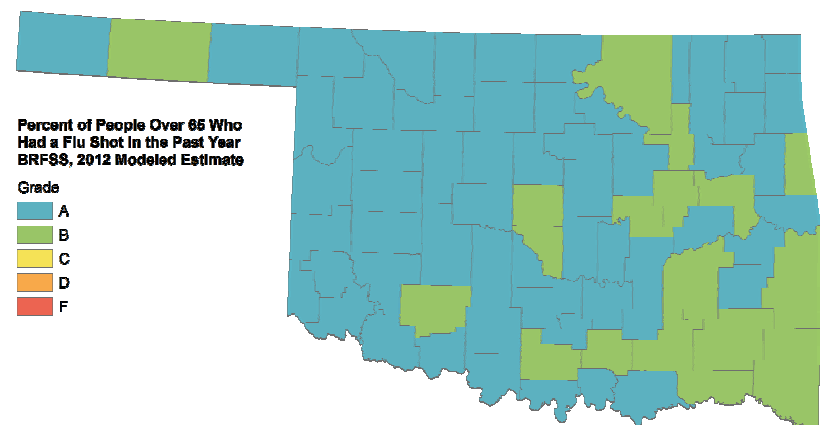 Percent of People Over 65 Who
Had a Flu Shot in the Past Year
BRFSS, 2012 Modeled Estimate
Grade
A
B
C
D
F